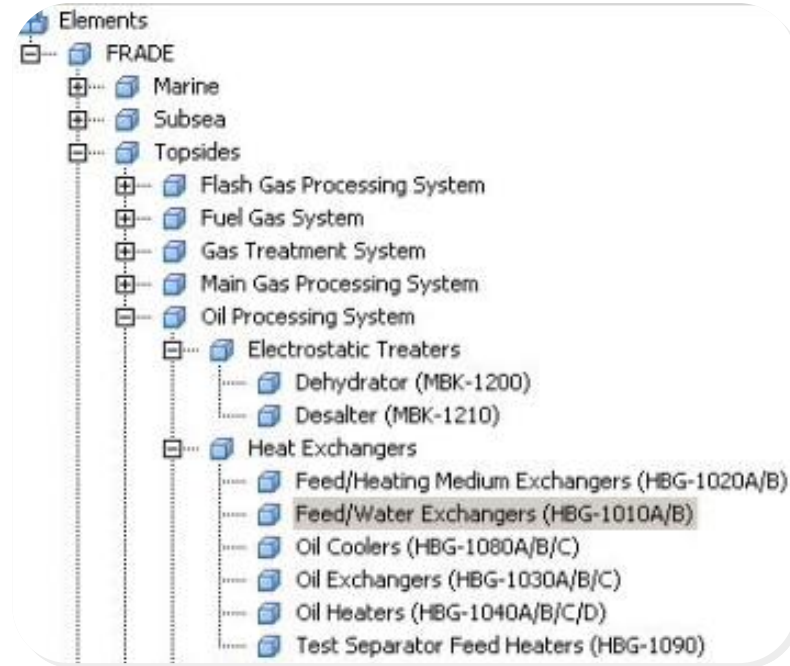 Elements
FRADE
Marine
Subsea
Topsides
Flash Gas Processing System
Fuel Gas System
Gas Treatment System
Main Gas Processing System
Oil Processing System
Electrostatic Treaters
Dehydrator (MBK-1200)
Desalter (MBK-1210)
Heat Exchangers
Feed/Heating Medium Exchangers (HBG-1020A/B)
Feed/Water Exchangers (HBG-1010A/B)
Oil Coolers (HBG-1080A/B/C)
Oil Exchangers (HBG-1030A/B/C)
Oil Heaters (HBG-1040A/B/C/D)
Test Separator Feed Heaters (HBG-1090)